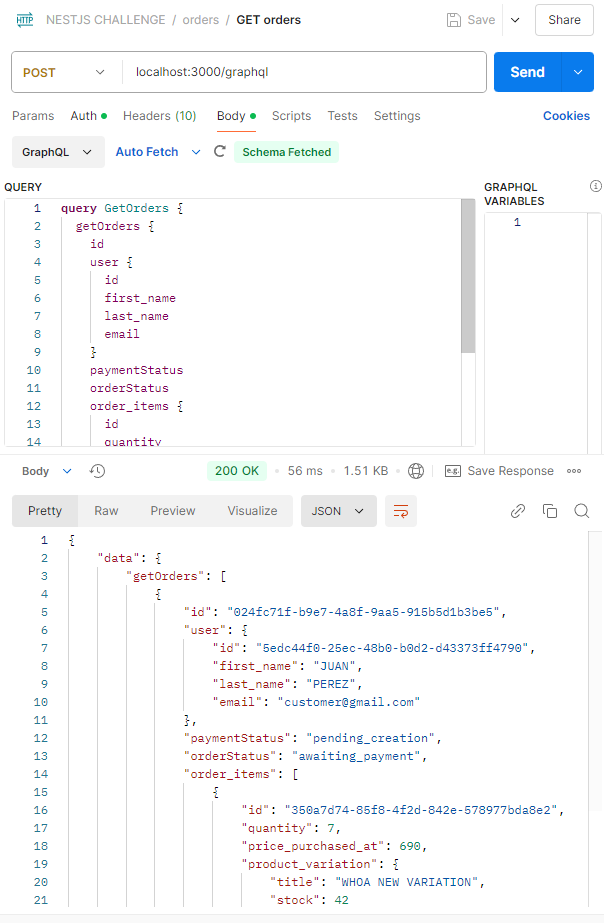 HTTP NESTJS CHALLENGE / orders / GET orders Save Share
POST localhost:3000/graphql Send
Params Auth Headers (10) Body Scripts Tests Settings Cookies
GraphQL Auto Fetch Schema Fetched
QUERY
1 query GetOrders {
2 getOrders {
3 id
4 user {
5 id
6 first_name
7 last_name
8 email
9 }
10 paymentStatus
11 orderStatus
12 order_items {
13 id
14 quantity
GRAPHQL
VARIABLES
1
Body 200 OK • 56 ms • 1.51 KB • e.g. Save Response
Pretty Raw Preview Visualize JSON
1 {
2 "data": {
3 "getOrders": [
4 {
5 "id": "024fc71f-b9e7-4a8f-9aa5-915b5d1b3be5",
6 "user": {
7 "id": "5edc44f0-25ec-48b0-b0d2-d43373ff4790",
8 "first_name": "JUAN",
9 "last_name": "PEREZ",
10 "email": "customer@gmail.com"
11 },
12 "paymentStatus": "pending_creation",
13 "orderStatus": "awaiting_payment",
14 "order_items": [
15 {
16 "id": "350a7d74-85f8-4f2d-842e-578977bda8e2",
17 "quantity": 7,
18 "price_purchased_at": 690,
19 "product_variation": {
20 "title": "WHOA NEW VARIATION",
21 "stock": 42